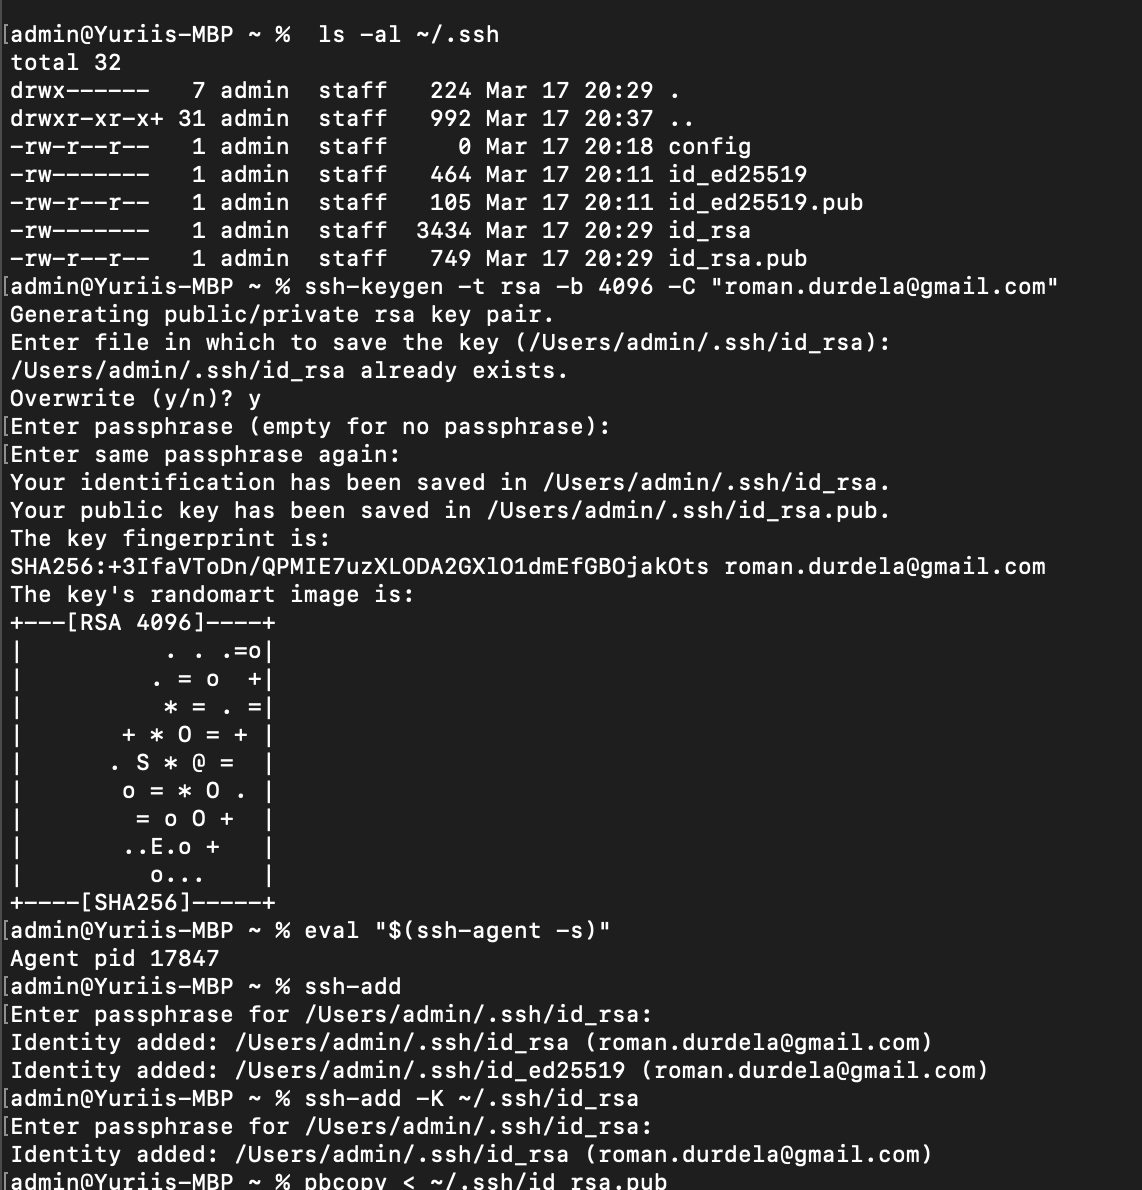 [admin@Yuriis-MBP ~ %  ls -al ~/.ssh
total 32
drwx------   7 admin  staff   224 Mar 17 20:29 .
drwxr-xr-x+ 31 admin  staff   992 Mar 17 20:37 ..
-rw-r--r--   1 admin  staff     0 Mar 17 20:18 config
-rw-------   1 admin  staff   464 Mar 17 20:11 id_ed25519
-rw-r--r--   1 admin  staff   105 Mar 17 20:11 id_ed25519.pub
-rw-------   1 admin  staff  3434 Mar 17 20:29 id_rsa
-rw-r--r--   1 admin  staff   749 Mar 17 20:29 id_rsa.pub
[admin@Yuriis-MBP ~ % ssh-keygen -t rsa -b 4096 -C "roman.durdela@gmail.com"
Generating public/private rsa key pair.
Enter file in which to save the key (/Users/admin/.ssh/id_rsa):
/Users/admin/.ssh/id_rsa already exists.
Overwrite (y/n)? y
[Enter passphrase (empty for no passphrase):
[Enter same passphrase again:
Your identification has been saved in /Users/admin/.ssh/id_rsa.
Your public key has been saved in /Users/admin/.ssh/id_rsa.pub.
The key fingerprint is:
SHA256:+3IfaVToDn/QPMIE7uzXLODA2GXlO1dmEfGBOjakOts roman.durdela@gmail.com
The key's randomart image is:
+---[RSA 4096]----+
|          . . .=o|
|         . = o  +|
|          * = . =|
|       + * O = + |
|      . S * @ =  |
|       o = * O . |
|        = o O +  |
|       ..E.o +   |
|         o...    |
+----[SHA256]-----+
[admin@Yuriis-MBP ~ % eval "$(ssh-agent -s)"
Agent pid 17847
[admin@Yuriis-MBP ~ % ssh-add
[Enter passphrase for /Users/admin/.ssh/id_rsa:
Identity added: /Users/admin/.ssh/id_rsa (roman.durdela@gmail.com)
Identity added: /Users/admin/.ssh/id_ed25519 (roman.durdela@gmail.com)
[admin@Yuriis-MBP ~ % ssh-add -K ~/.ssh/id_rsa
[Enter passphrase for /Users/admin/.ssh/id_rsa:
Identity added: /Users/admin/.ssh/id_rsa (roman.durdela@gmail.com)
[admin@Yuriis-MBP ~ % pbcopy < ~/.ssh/id_rsa.pub